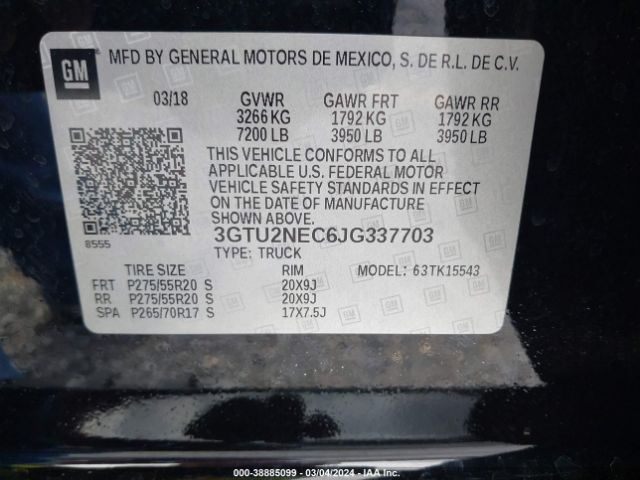 GM
MFD BY GENERAL MOTORS DE MEXICO, S. DE R.L. DE C.V.
03/18 GVWR GAWR FRT GAWR RR
3266 KG 1792 KG 1792 KG
7200 LB 3950 LB 3950 LB
THIS VEHICLE CONFORMS TO ALL
APPLICABLE U.S. FEDERAL MOTOR
VEHICLE SAFETY STANDARDS IN EFFECT
ON THE DATE OF MANUFACTURE
SHOWN ABOVE.
8555 3GTU2NEC6JG337703
TYPE: TRUCK
TIRE SIZE RIM MODEL: 63TK15543
FRT P275/55R20 S 20X9J
RR P275/55R20 S 20X9J
SPA P265/70R17 S 17X7.5J
© (stock) - 38885099 - 03/04/2024 - IAA Inc.